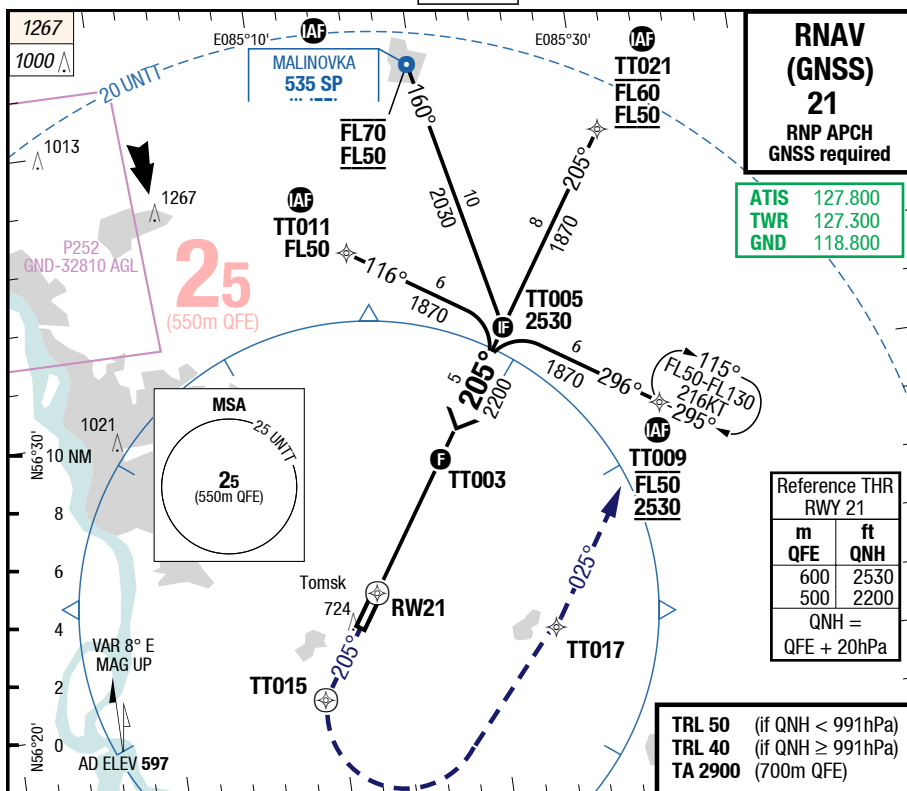 1267
1000
E085°10'
IAF
E085°30'
IAF
TT021
FL60
FL50
RNAV
(GNSS)
21
RNP APCH
GNSS required
20 UNTT
MALINOVKA
535 SP
FL70
FL50
160°
10
2030
205°
8
1870
ATIS 127.800
TWR 127.300
GND 118.800
1013
1267
P252
GND-32810 AGL
25
(550m QFE)
IAF
TT011
FL50
116°
6
1870
TT005
2530
IF
6
1870
296°
115°
FL50-FL130
216KT
295°
IAF
TT009
FL50
2530
5
205°
2200
F
TT003
MSA
25 UNTT
25
(550m QFE)
1021
N56°30'
10 NM
8
6
4
2
0
Reference THR
RWY 21
m ft
QFE QNH
600 2530
500 2200
QNH =
QFE + 20hPa
Tomsk
724
RW21
205°
025°
TT017
TT015
VAR 8° E
MAG UP
N56°20'
AD ELEV 597
TRL 50 (if QNH < 991hPa)
TRL 40 (if QNH ≥ 991hPa)
TA 2900 (700m QFE)